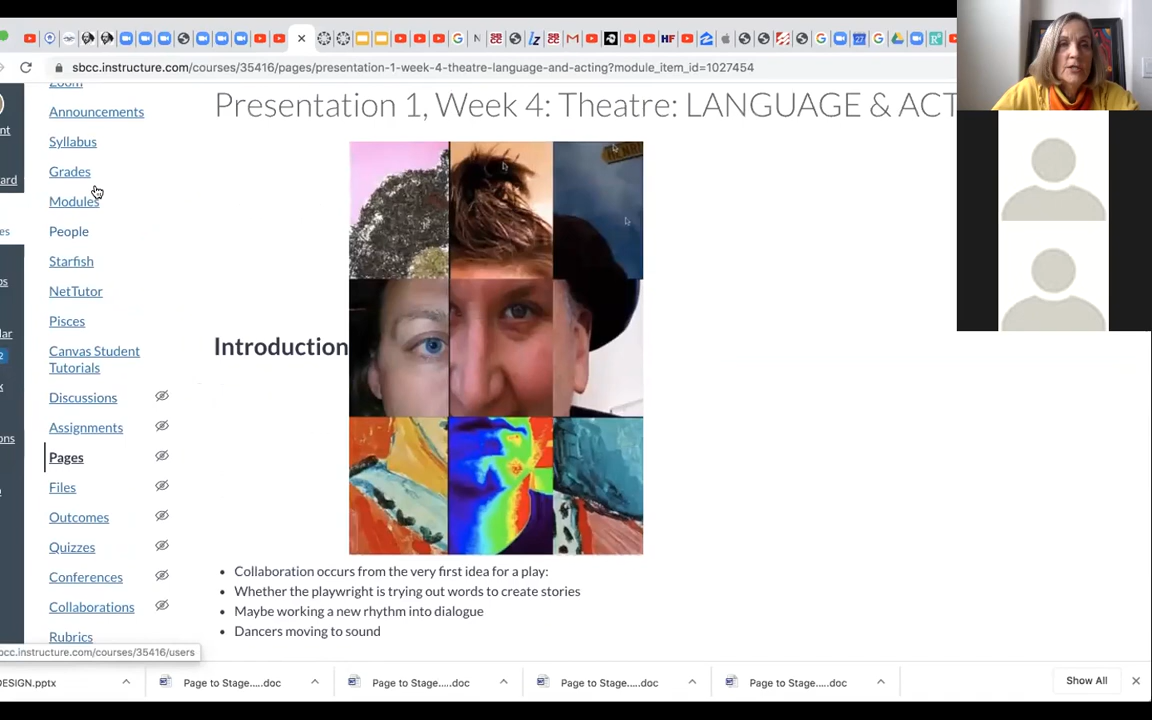 sbcc.instructure.com/courses/35416/pages/presentation-1-week-4-theatre-language-and-acting?module_item_id=1027454
Presentation 1, Week 4: Theatre: LANGUAGE & ACT
Zoom
Announcements
Syllabus
Grades
Modules
People
Starfish
NetTutor
Pisces
Canvas Student
Tutorials
Discussions
Assignments
Pages
Files
Outcomes
Quizzes
Conferences
Collaborations
Rubrics
Introduction
• Collaboration occurs from the very first idea for a play:
• Whether the playwright is trying out words to create stories
• Maybe working a new rhythm into dialogue
• Dancers moving to sound
bcc.instructure.com/courses/35416/users
DESIGN.pptx
Page to Stage.....doc
Page to Stage.....doc
Page to Stage.....doc
Page to Stage.....doc
Show All